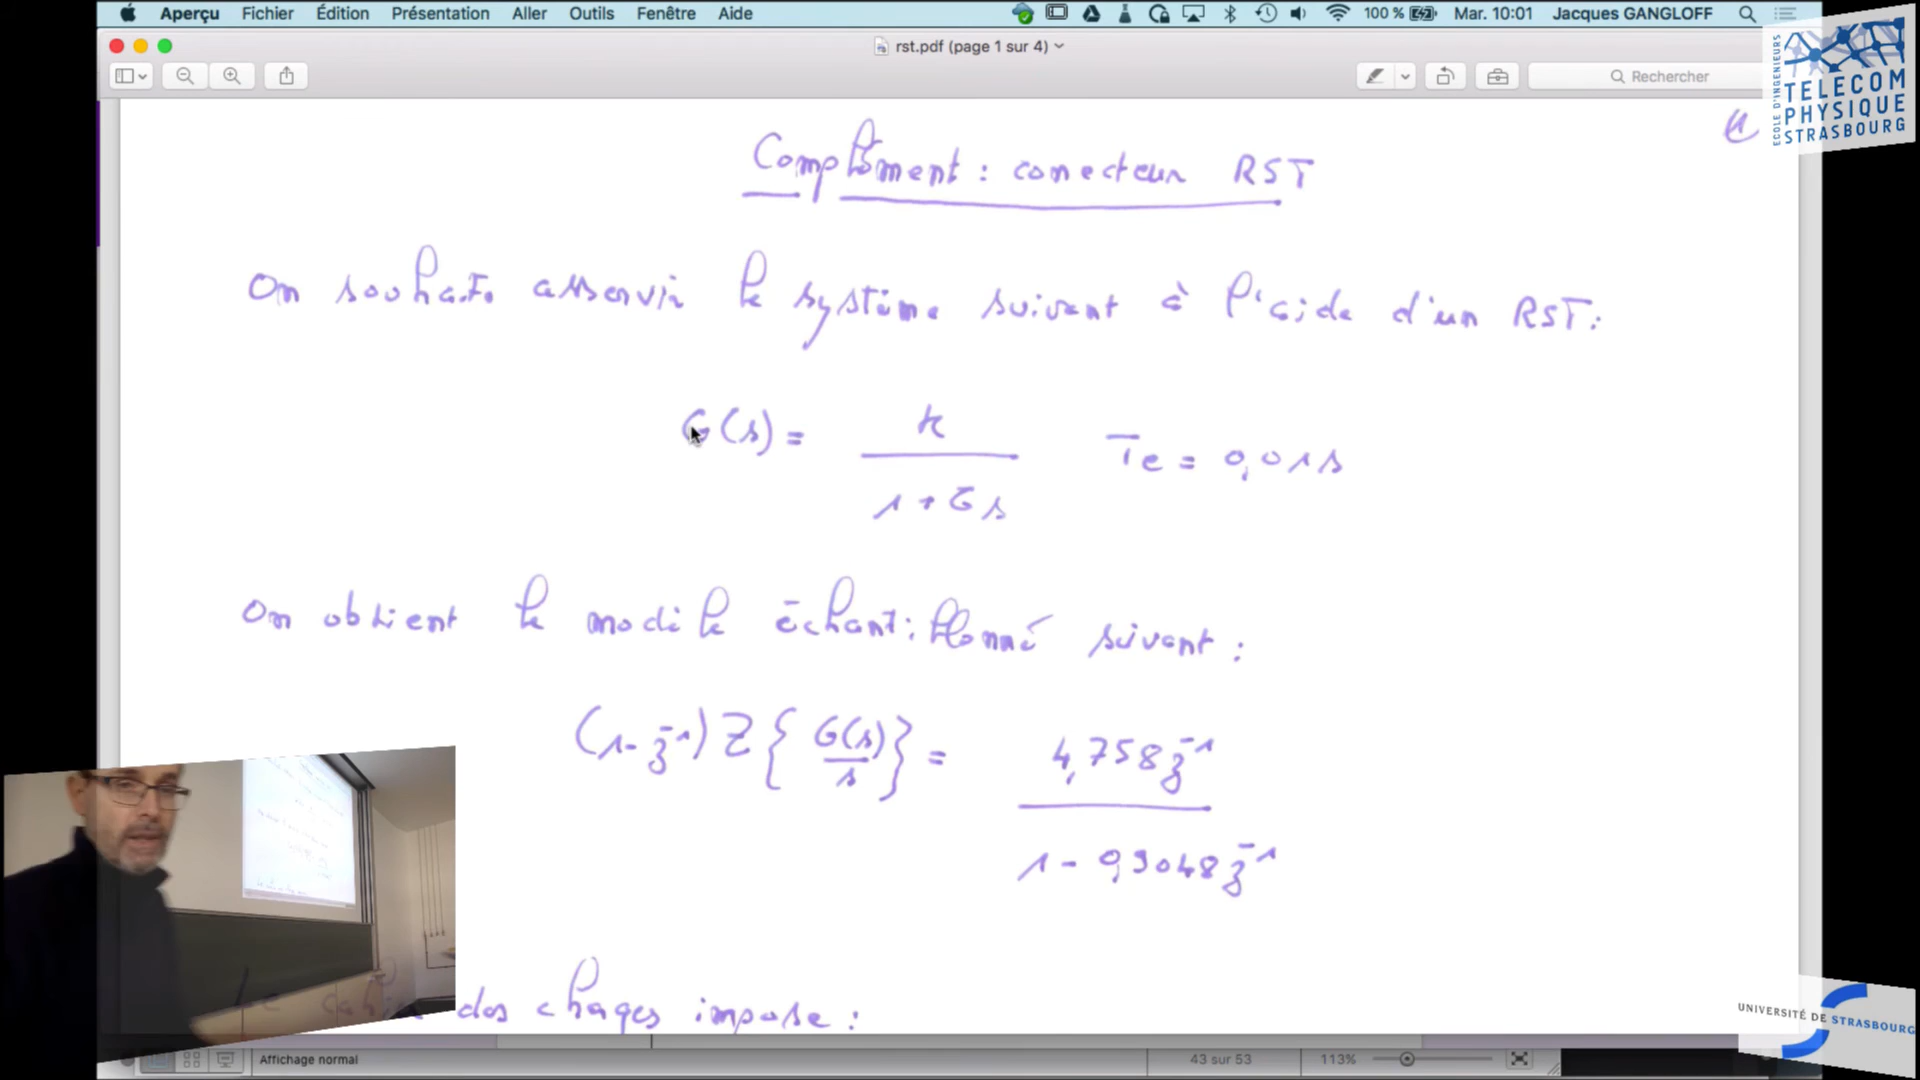 Aperçu Fichier Édition Présentation Aller Outils Fenêtre Aide 100 % Mar. 10:01 Jacques GANGLOFF
rst.pdf (page 1 sur 4)
Rechercher
ECOLE D'INGENIEURS
TELECOM
PHYSIQUE
STRASBOURG
Complément : correcteur RST
On souhaite asservir le système suivant à l'aide d'un RST :
G(s) = k / (1 + τs) Te = 0,01s
On obtient le modèle échantillonné suivant :
(1 - z⁻¹) Z { G(s) / s } = 4,758z⁻¹ / (1 - 0,9048z⁻¹)
des charges impose :
Affichage normal 43 sur 53 113%
UNIVERSITÉ DE STRASBOURG